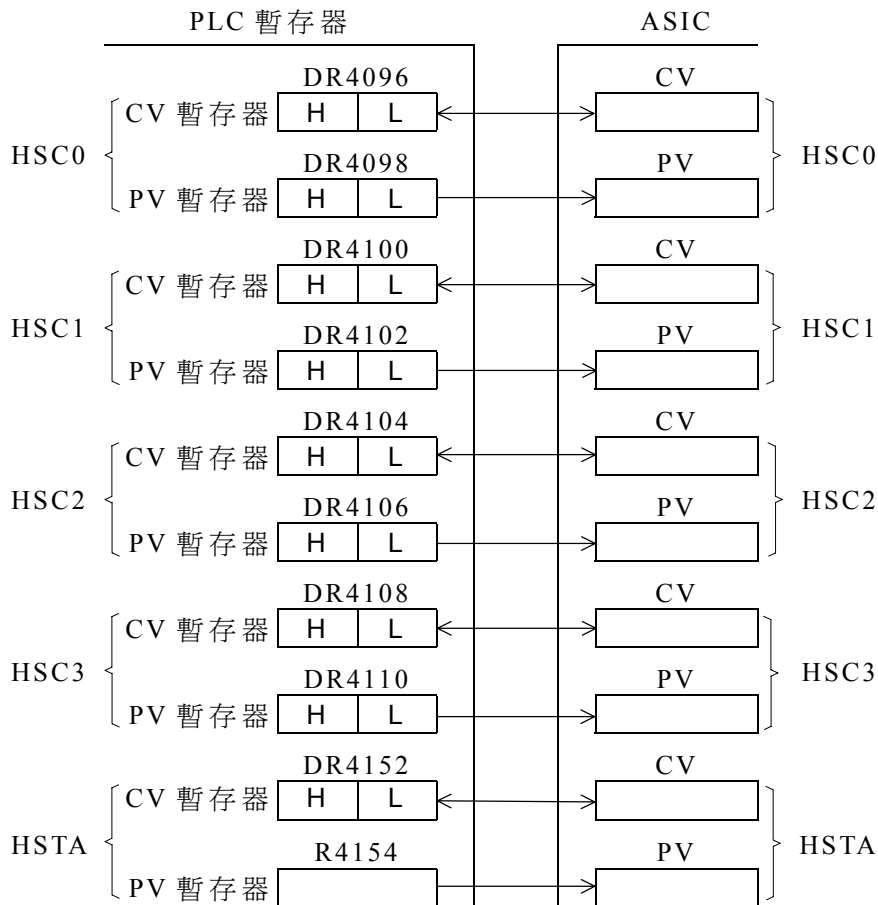 PLC 暫存器 ASIC
DR4096 CV
CV 暫存器 H L
HSC0 HSC0
DR4098 PV
PV 暫存器 H L
DR4100 CV
CV 暫存器 H L
HSC1 HSC1
DR4102 PV
PV 暫存器 H L
DR4104 CV
CV 暫存器 H L
HSC2 HSC2
DR4106 PV
PV 暫存器 H L
DR4108 CV
CV 暫存器 H L
HSC3 HSC3
DR4110 PV
PV 暫存器 H L
DR4152 CV
CV 暫存器 H L
HSTA HSTA
R4154 PV
PV 暫存器